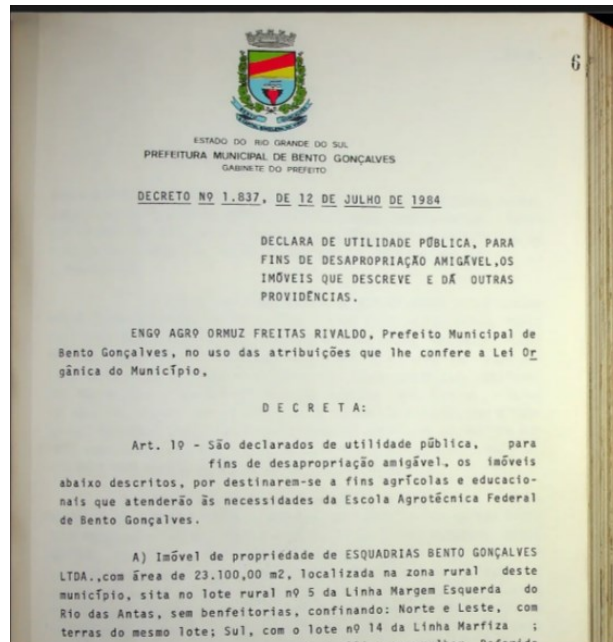 6
ESTADO DO RIO GRANDE DO SUL
PREFEITURA MUNICIPAL DE BENTO GONÇALVES
GABINETE DO PREFEITO
DECRETO Nº 1.837, DE 12 DE JULHO DE 1984
DECLARA DE UTILIDADE PÚBLICA, PARA
FINS DE DESAPROPRIAÇÃO AMIGÁVEL,OS
IMÓVEIS QUE DESCREVE E DÁ OUTRAS
PROVIDÊNCIAS.
ENGº AGRº ORMUZ FREITAS RIVALDO, Prefeito Municipal de
Bento Gonçalves, no uso das atribuições que lhe confere a Lei Or
gânica do Município,
D E C R E T A:
Art. 1º - São declarados de utilidade pública, para
fins de desapropriação amigável, os imóveis
abaixo descritos, por destinarem-se a fins agrícolas e educacio-
nais que atenderão às necessidades da Escola Agrotécnica Federal
de Bento Gonçalves.
A) Imóvel de propriedade de ESQUADRIAS BENTO GONÇALVES
LTDA.,com área de 23.100,00 m2, localizada na zona rural deste
município, sita no lote rural nº 5 da Linha Margem Esquerda do
Rio das Antas, sem benfeitorias, confinando: Norte e Leste, com
terras do mesmo lote; Sul, com o lote nº 14 da Linha Marfiza ;